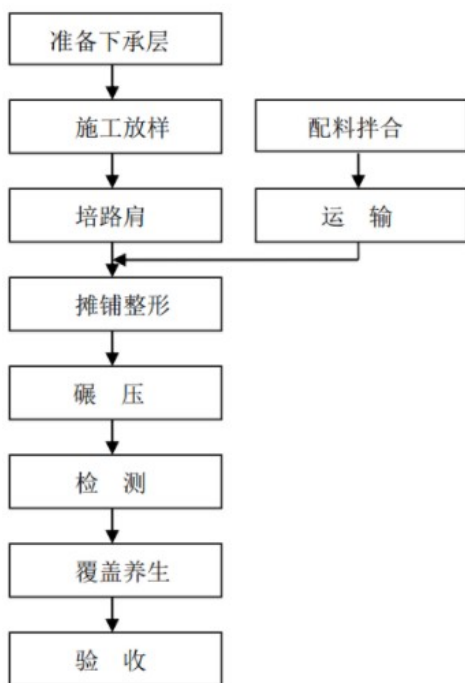 准备下承层
施工放样
配料拌合
培路肩
运 输
摊铺整形
碾 压
检 测
覆盖养生
验 收